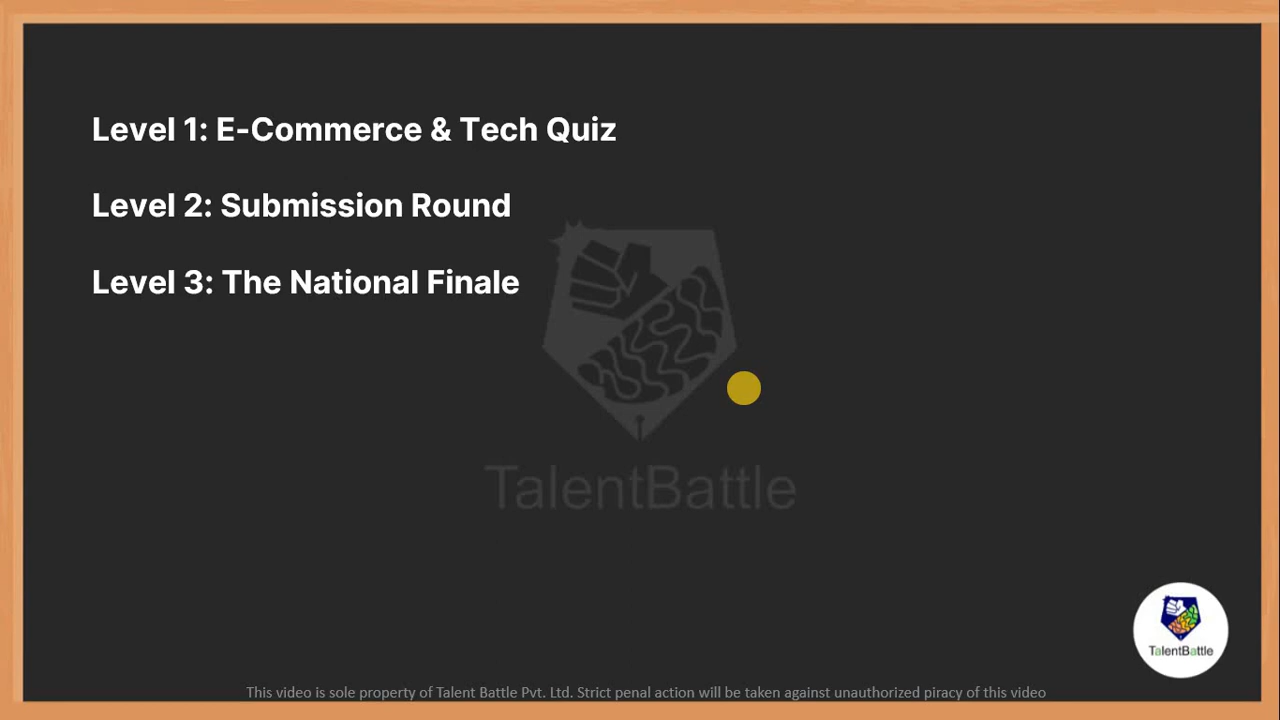 Level 1: E-Commerce & Tech Quiz
Level 2: Submission Round
Level 3: The National Finale
TalentBattle
TalentBattle
This video is sole property of Talent Battle Pvt. Ltd. Strict penal action will be taken against unauthorized piracy of this video